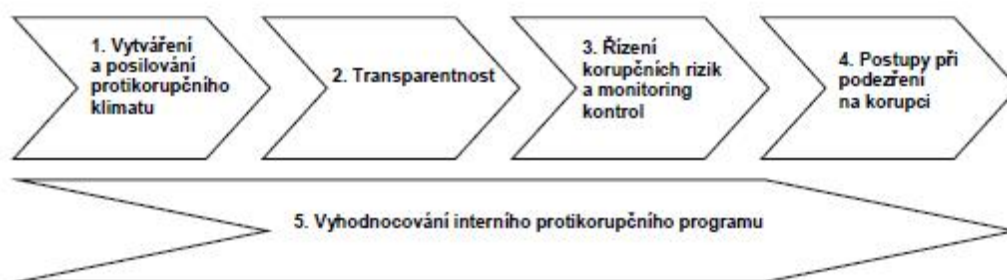 1. Vytváření
a posilování
protikorupčního
klimatu
2. Transparentnost
3. Řízení
korupčních rizik
a monitoring
kontrol
4. Postupy při
podezření
na korupci
5. Vyhodnocování interního protikorupčního programu